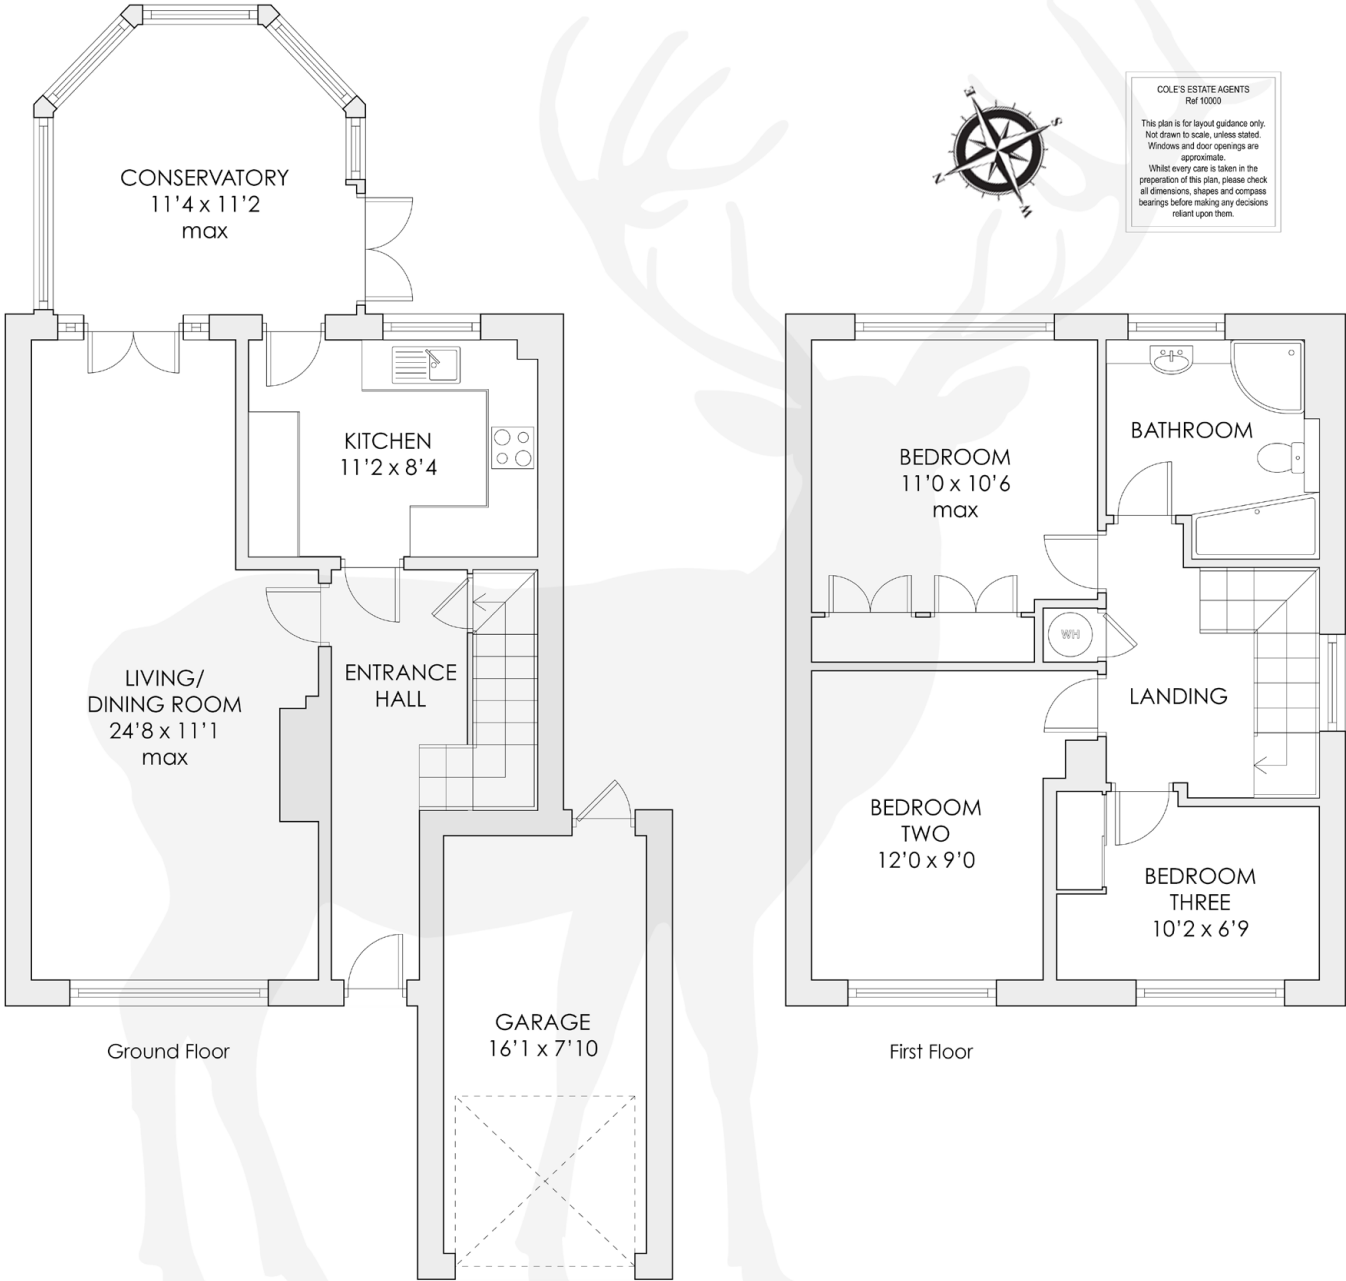 E
S
N
W
COLE'S ESTATE AGENTS
Ref 10000
This plan is for layout guidance only.
Not drawn to scale, unless stated.
Windows and door openings are
approximate.
Whilst every care is taken in the
preperation of this plan, please check
all dimensions, shapes and compass
bearings before making any decisions
reliant upon them.
CONSERVATORY
11'4 x 11'2
max
KITCHEN
11'2 x 8'4
LIVING/
DINING ROOM
24'8 x 11'1
max
ENTRANCE
HALL
GARAGE
16'1 x 7'10
Ground Floor
BEDROOM
11'0 x 10'6
max
BATHROOM
WH
LANDING
BEDROOM
TWO
12'0 x 9'0
BEDROOM
THREE
10'2 x 6'9
First Floor